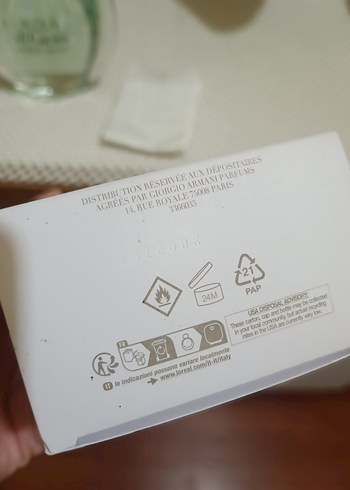 DISTRIBUTION RÉSERVÉE AUX DÉPOSITAIRES
AGRÉÉS PAR GIORGIO ARMANI PARFUMS
14, RUE ROYALE 75008 PARIS
24M
21
PAP
USA DISPOSAL ADVISORY:
These carton, cap and bottle may be collected
in your local community, but actual recycling
rates in the USA are currently very low.
FR
IT le indicazioni possono variare localmente
www.loreal.com/it-it/italy